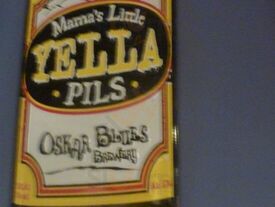 Mama's Little
YELLA
PILS
OSKAR BLUES
BREWERY